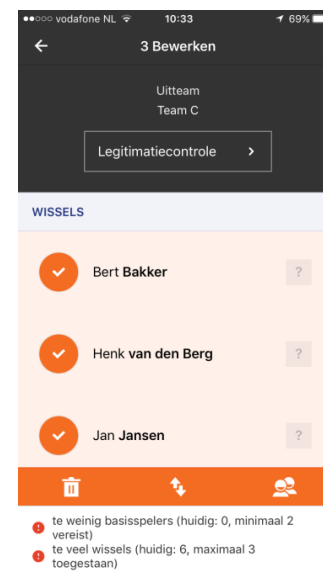 vodafone NL 10:33 69%
3 Bewerken
Uitteam
Team C
Legitimatiecontrole
WISSELS
Bert Bakker ?
Henk van den Berg ?
Jan Jansen ?
te weinig basisspelers (huidig: 0, minimaal 2
vereist)
te veel wissels (huidig: 6, maximaal 3
toegestaan)